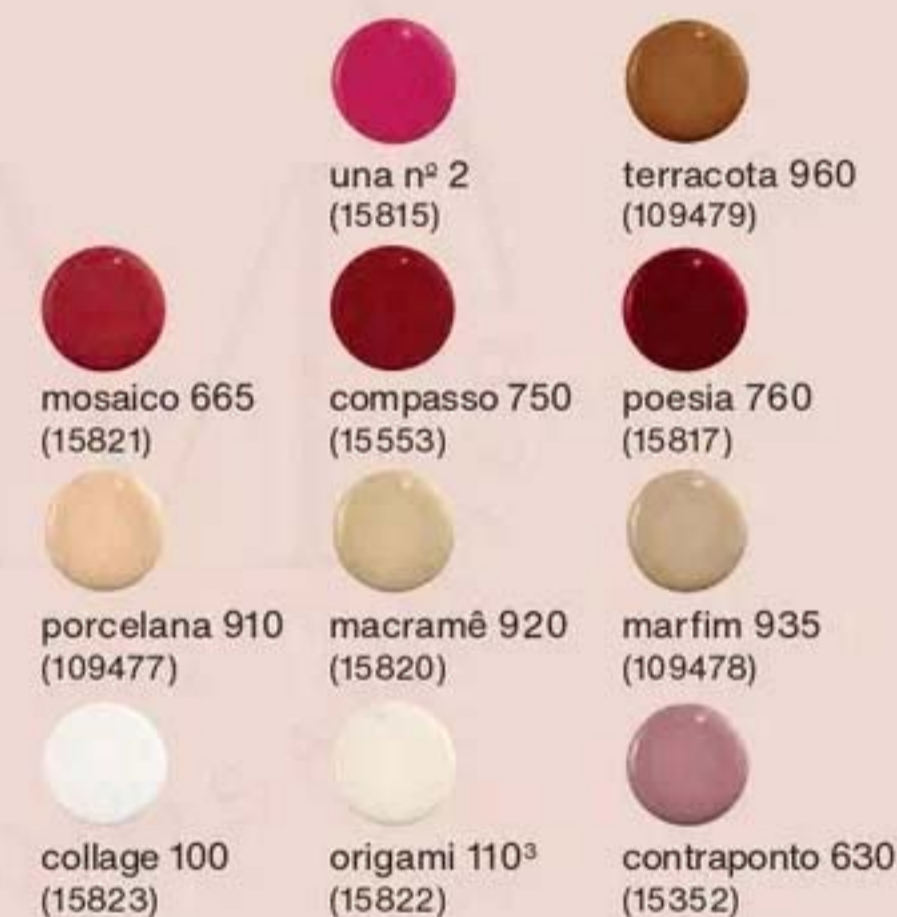 una nº 2
(15815)
terracota 960
(109479)
mosaico 665
(15821)
compasso 750
(15553)
poesia 760
(15817)
porcelana 910
(109477)
macramê 920
(15820)
marfim 935
(109478)
collage 100
(15823)
origami 110³
(15822)
contraponto 630
(15352)